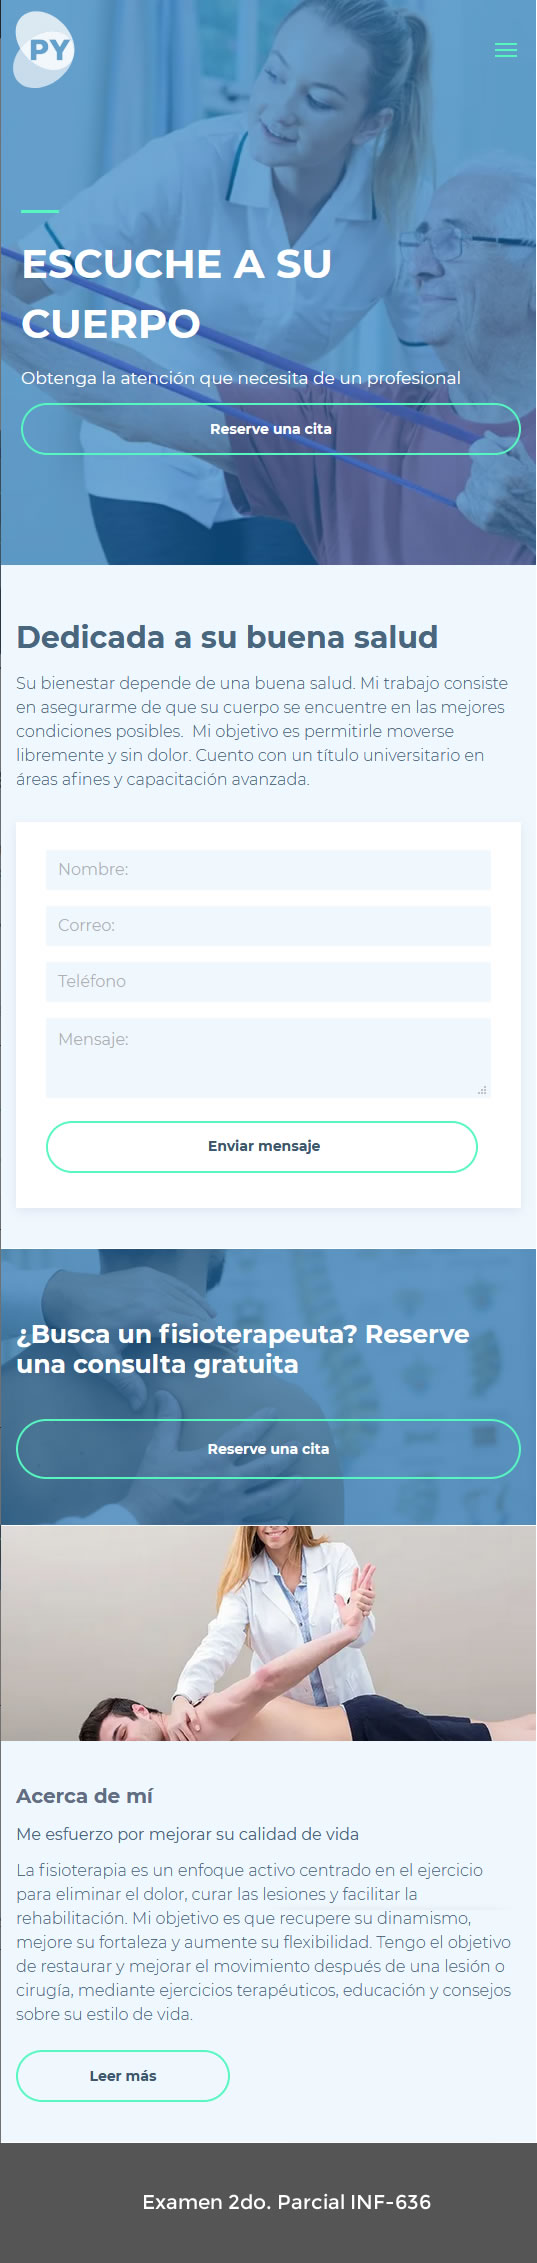 PY
ESCUCHE A SU
CUERPO
Obtenga la atención que necesita de un profesional
Reserve una cita
Dedicada a su buena salud
Su bienestar depende de una buena salud. Mi trabajo consiste
en asegurarme de que su cuerpo se encuentre en las mejores
condiciones posibles.  Mi objetivo es permitirle moverse
libremente y sin dolor. Cuento con un título universitario en
áreas afines y capacitación avanzada.
Nombre:
Correo:
Teléfono
Mensaje:
Enviar mensaje
¿Busca un fisioterapeuta? Reserve
una consulta gratuita
Reserve una cita
Acerca de mí
Me esfuerzo por mejorar su calidad de vida
La fisioterapia es un enfoque activo centrado en el ejercicio
para eliminar el dolor, curar las lesiones y facilitar la
rehabilitación. Mi objetivo es que recupere su dinamismo,
mejore su fortaleza y aumente su flexibilidad. Tengo el objetivo
de restaurar y mejorar el movimiento después de una lesión o
cirugía, mediante ejercicios terapéuticos, educación y consejos
sobre su estilo de vida.
Leer más
Examen 2do. Parcial INF-636